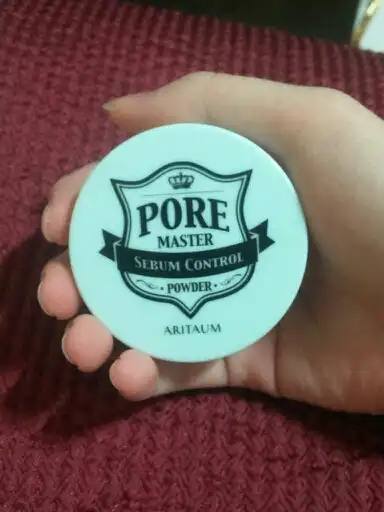 PORE
MASTER
SEBUM CONTROL
· POWDER ·
ARITAUM